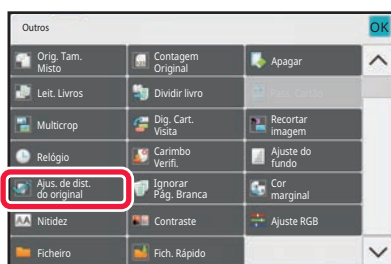 Outros
OK
Orig. Tam.
Misto
Contagem
Original
Apagar
Leit. Livros
Dividir livro
Multicrop
Dig. Cart.
Visita
Recortar
imagem
Relógio
Carimbo
Verifi.
Ajuste do
fundo
Ajus. de dist.
do original
Ignorar
Pág. Branca
Cor
marginal
Nitidez
Contraste
Ajuste RGB
Ficheiro
Fich. Rápido